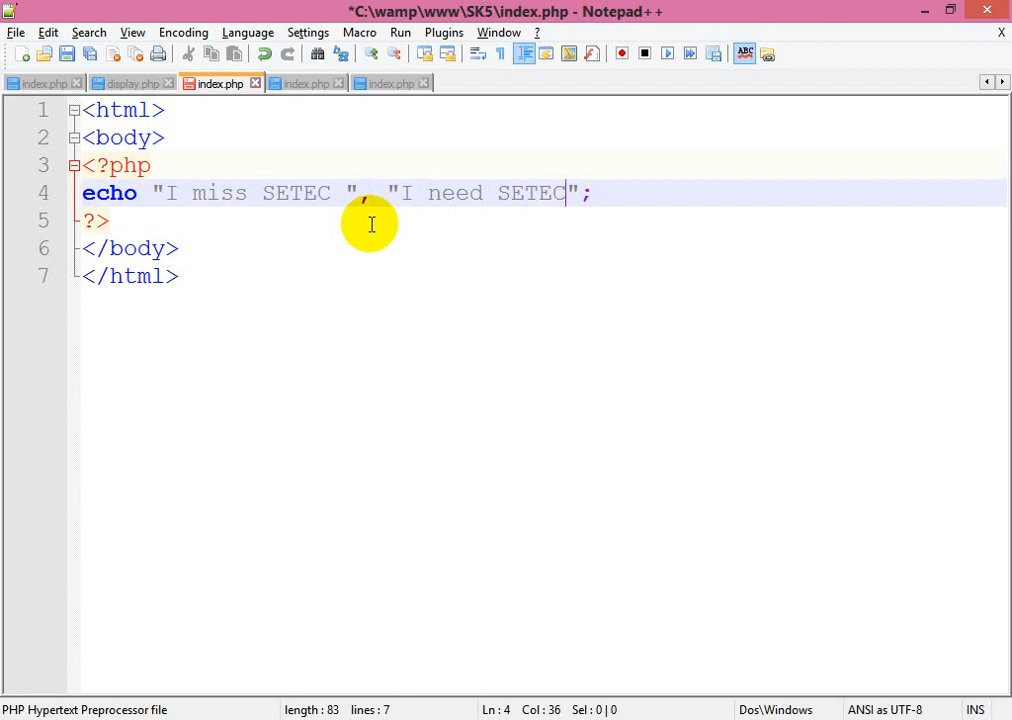 *C:\wamp\www\SK5\index.php - Notepad++
File Edit Search View Encoding Language Settings Macro Run Plugins Window ? X
ABC
index.php display.php index.php index.php index.php
1 <html>
2 <body>
3 <?php
4 echo "I miss SETEC ", "I need SETEC";
5 ?>
6 </body>
7 </html>
PHP Hypertext Preprocessor file length : 83 lines : 7 Ln : 4 Col : 36 Sel : 0 | 0 Dos\Windows ANSI as UTF-8 INS